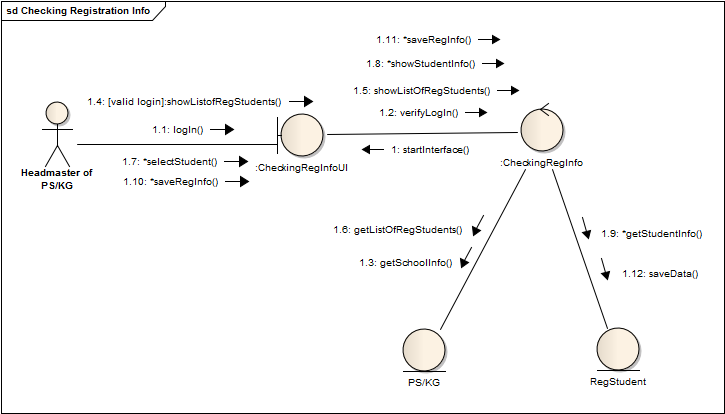 sd Checking Registration Info
1.11: *saveRegInfo()
1.8: *showStudentInfo()
1.5: showListOfRegStudents()
1.4: [valid login]:showListofRegStudents()
1.2: verifyLogIn()
1.1: logIn()
1: startInterface()
1.7: *selectStudent()
:CheckingRegInfoUI
:CheckingRegInfo
Headmaster of
PS/KG
1.10: *saveRegInfo()
1.6: getListOfRegStudents()
1.9: *getStudentInfo()
1.3: getSchoolInfo()
1.12: saveData()
PS/KG
RegStudent